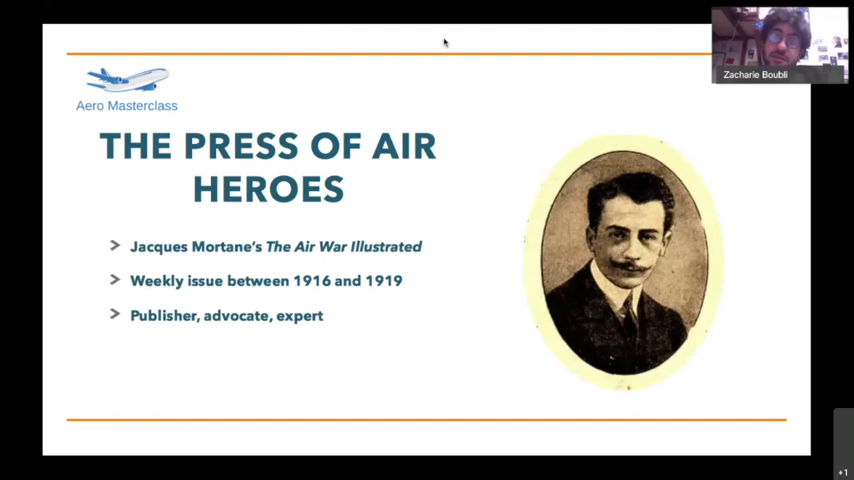 Zacharie Boubli
Aero Masterclass
THE PRESS OF AIR
HEROES
> Jacques Mortane's The Air War Illustrated
> Weekly issue between 1916 and 1919
> Publisher, advocate, expert
+1